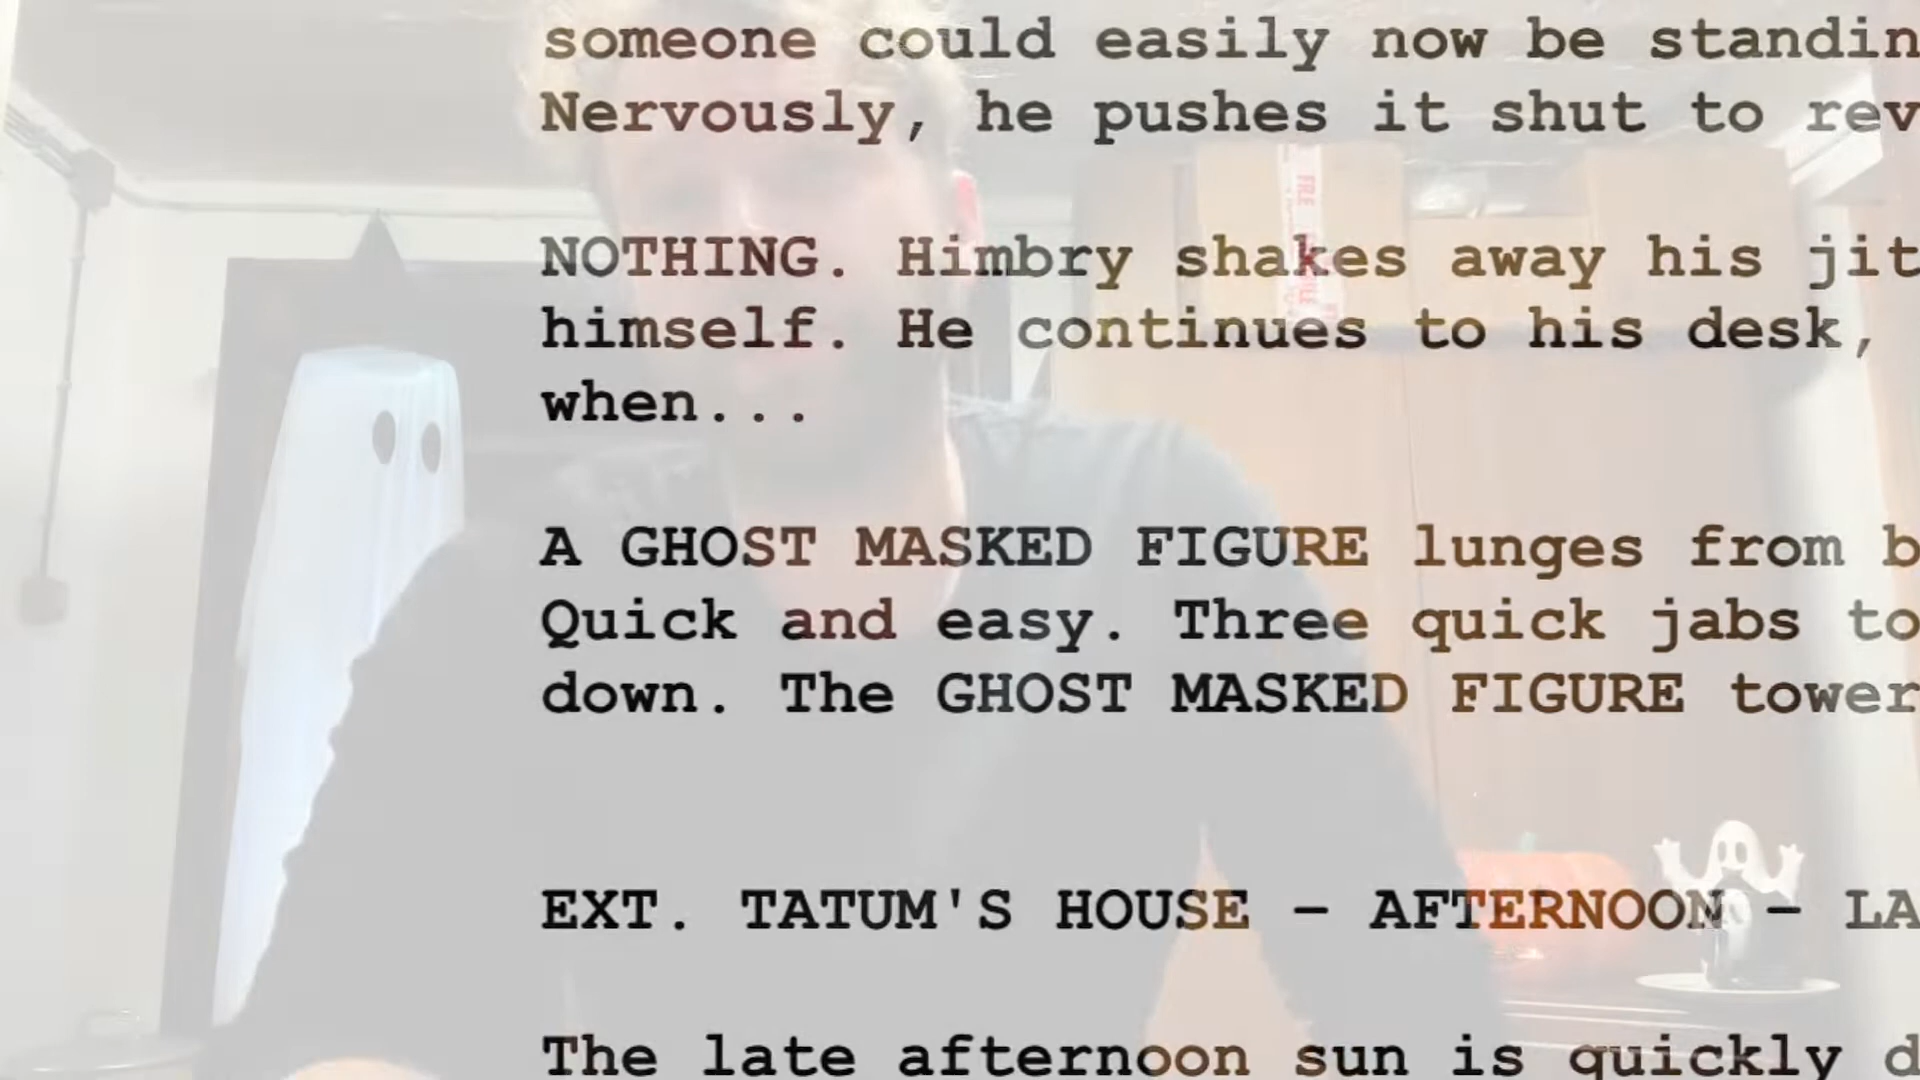 someone could easily now be standin
Nervously, he pushes it shut to rev
NOTHING. Himbry shakes away his jit
himself. He continues to his desk,
when...
A GHOST MASKED FIGURE lunges from b
Quick and easy. Three quick jabs to
down. The GHOST MASKED FIGURE tower
EXT. TATUM'S HOUSE - AFTERNOON - LA
The late afternoon sun is quickly d